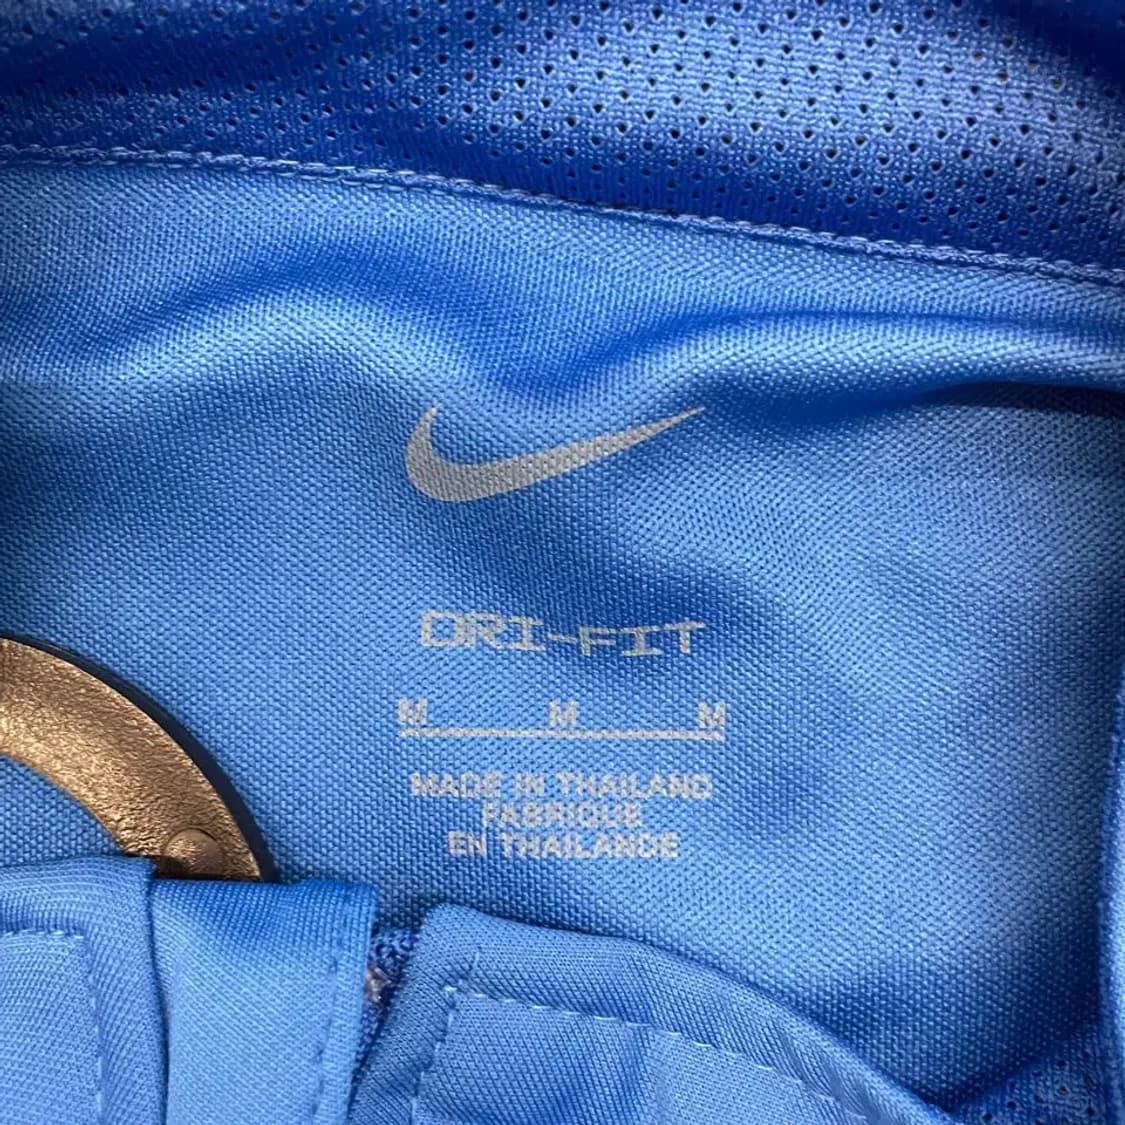 DRI-FIT
M M M
MADE IN THAILAND
FABRIQUE
EN THAILANDE